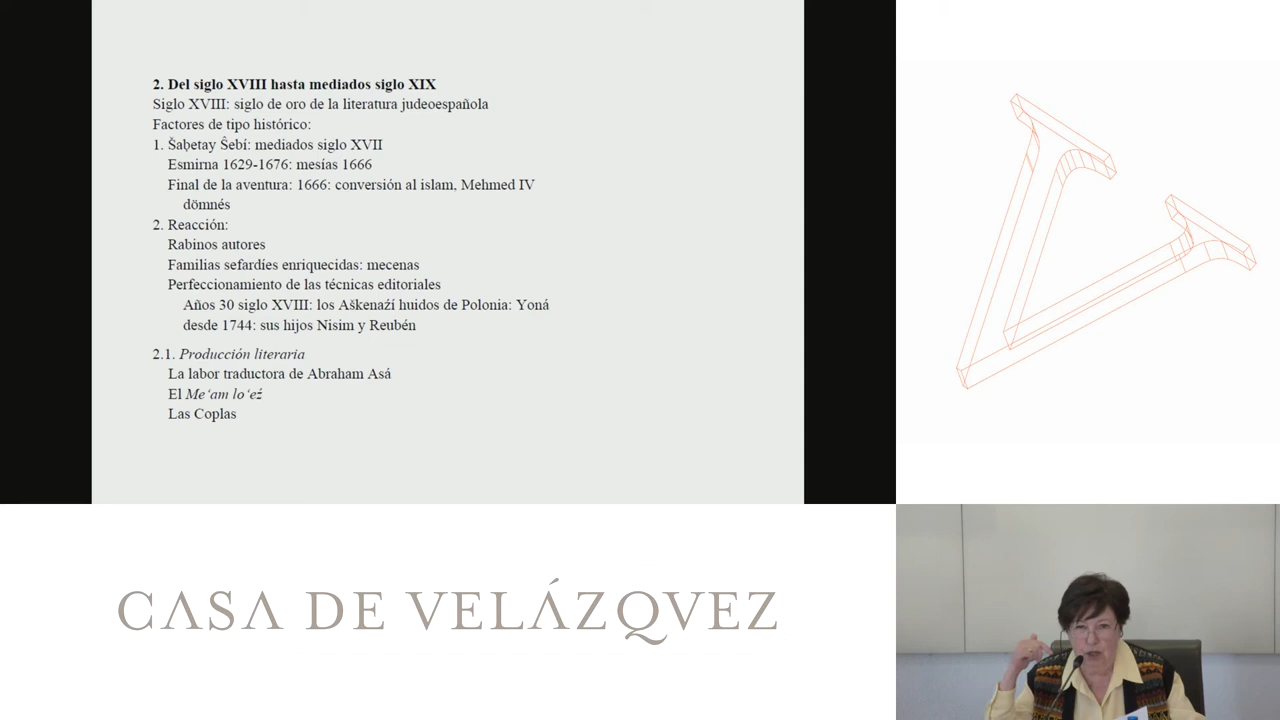 2. Del siglo XVIII hasta mediados siglo XIX
Siglo XVIII: siglo de oro de la literatura judeoespañola
Factores de tipo histórico:
1. Šaḅetay Ŝebí: mediados siglo XVII
Esmirna 1629-1676: mesías 1666
Final de la aventura: 1666: conversión al islam, Mehmed IV
dömnés
2. Reacción:
Rabinos autores
Familias sefardíes enriquecidas: mecenas
Perfeccionamiento de las técnicas editoriales
Años 30 siglo XVIII: los Aškenaźí huidos de Polonia: Yoná
desde 1744: sus hijos Nisim y Reubén
2.1. Producción literaria
La labor traductora de Abraham Asá
El Me‘am lo‘eź
Las Coplas
CASA DE VELÁZQVEZ